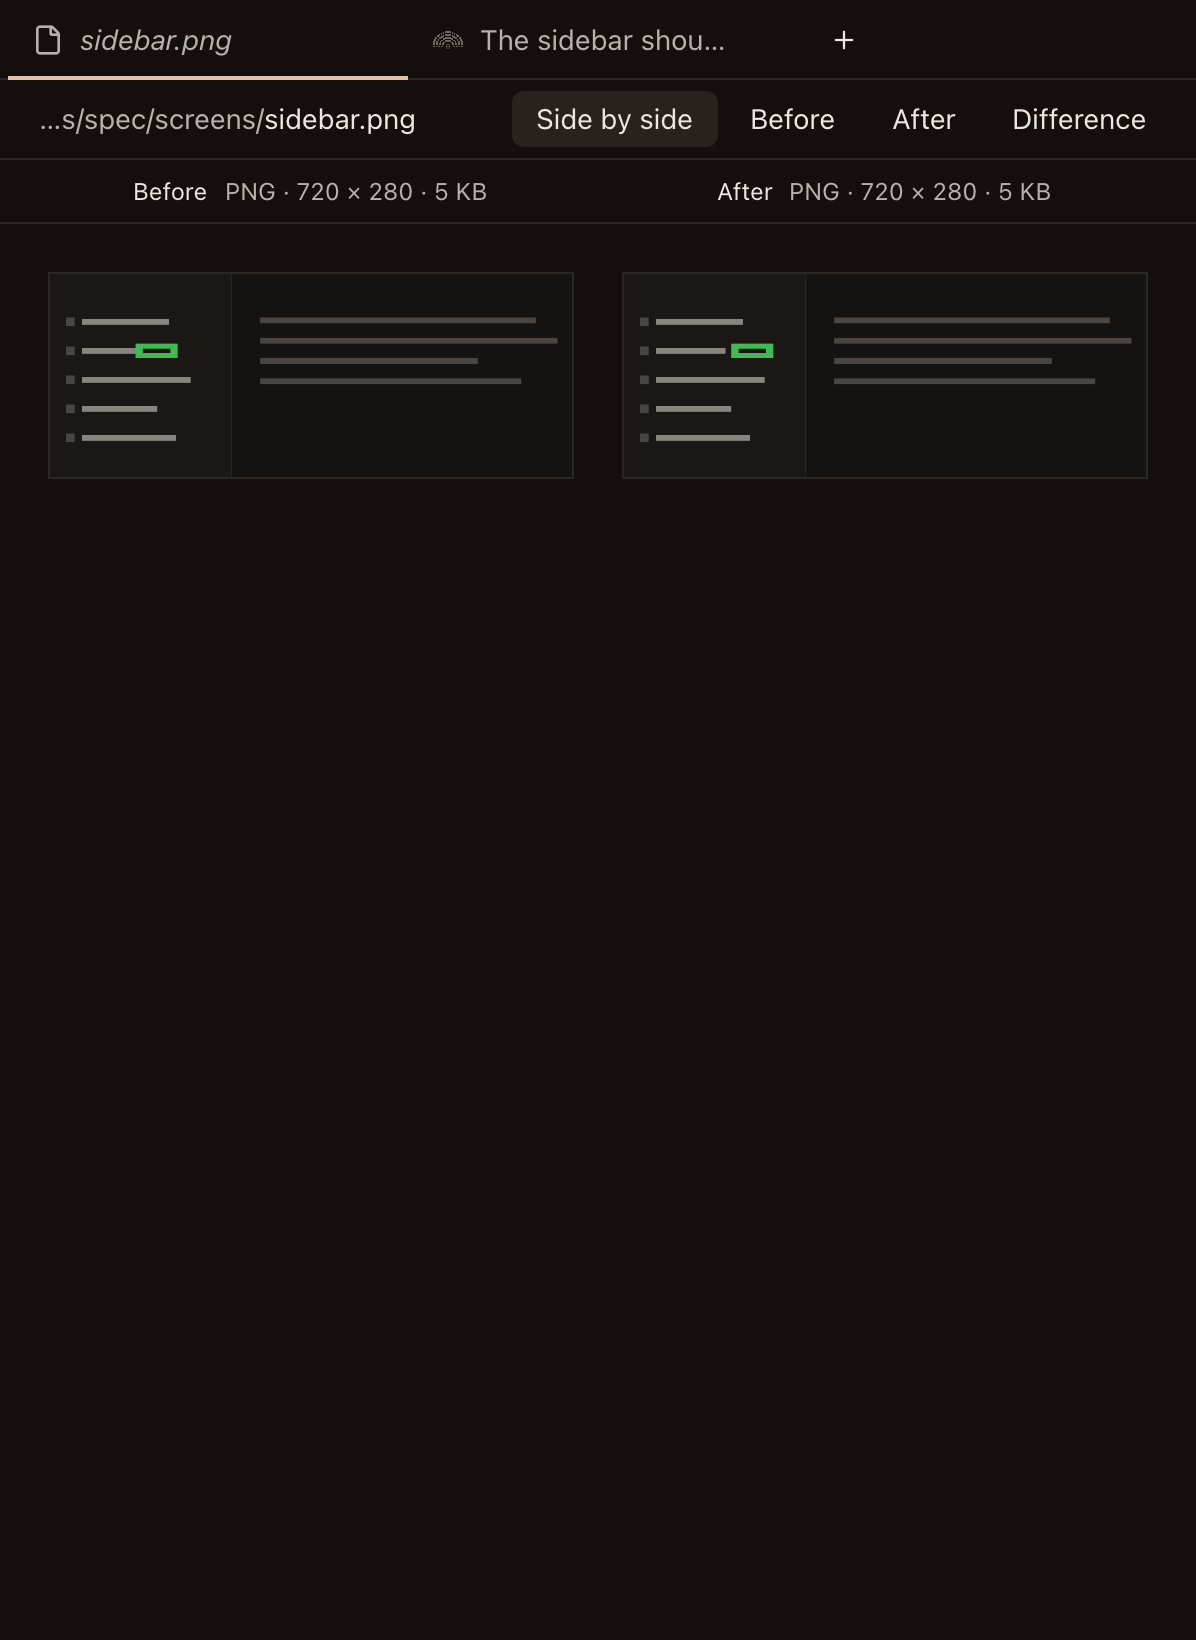 sidebar.png
The sidebar shou...
+
...s/spec/screens/sidebar.png
Side by side
Before
After
Difference
Before PNG · 720 × 280 · 5 KB
After PNG · 720 × 280 · 5 KB